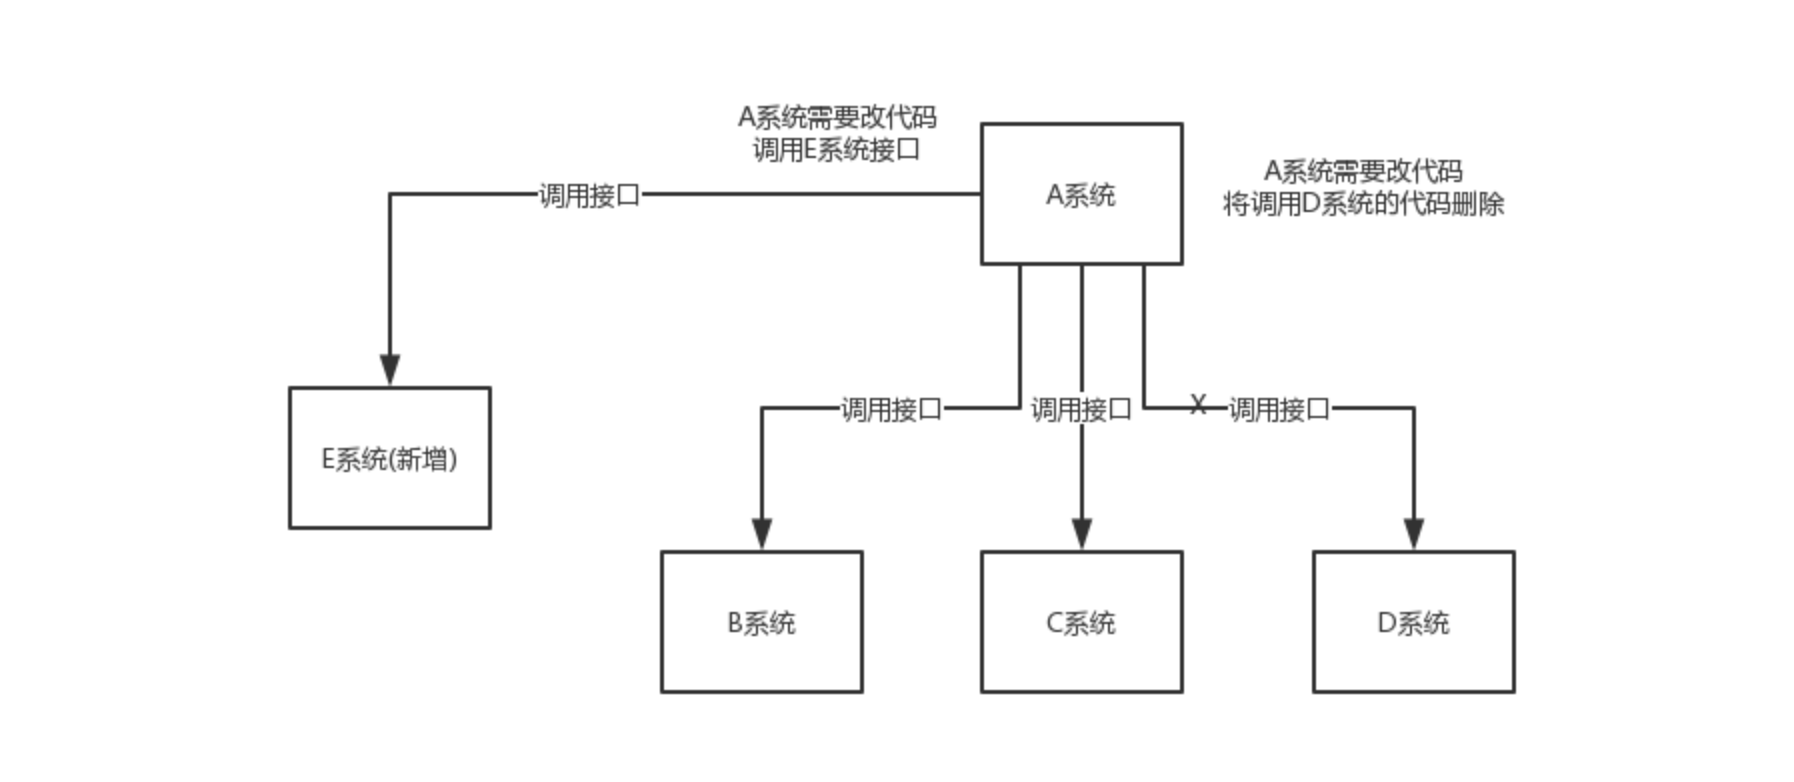 A系统需要改代码
调用E系统接口
A系统
A系统需要改代码
将调用D系统的代码删除
调用接口
调用接口
调用接口
X
调用接口
E系统(新增)
B系统
C系统
D系统